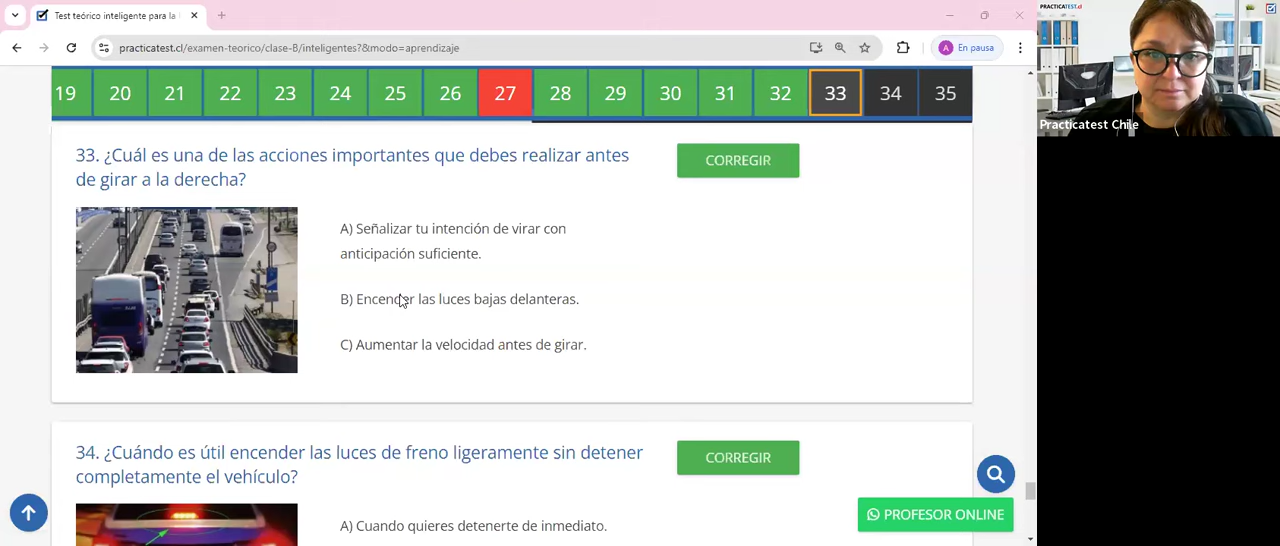 Test teórico inteligente para la
practicatest.cl/examen-teorico/clase-B/inteligentes?&modo=aprendizaje
A
En pausa
PRACTICATEST.cl
Practicatest Chile
19 20 21 22 23 24 25 26 27 28 29 30 31 32 33 34 35
33. ¿Cuál es una de las acciones importantes que debes realizar antes
de girar a la derecha?
CORREGIR
A) Señalizar tu intención de virar con
anticipación suficiente.
B) Encender las luces bajas delanteras.
C) Aumentar la velocidad antes de girar.
34. ¿Cuándo es útil encender las luces de freno ligeramente sin detener
completamente el vehículo?
CORREGIR
A) Cuando quieres detenerte de inmediato.
PROFESOR ONLINE